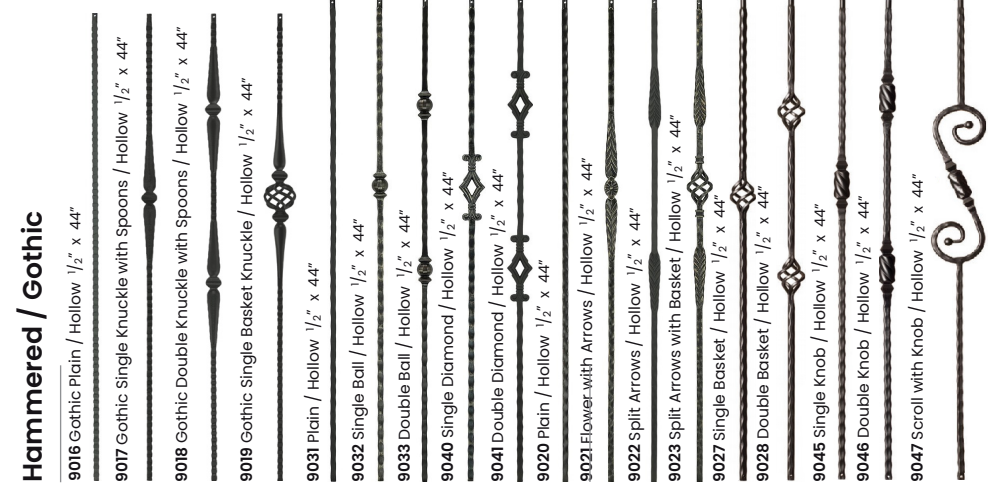 Hammered / Gothic
9016 Gothic Plain / Hollow 1/2” x 44”
9017 Gothic Single Knuckle with Spoons / Hollow 1/2” x 44”
9018 Gothic Double Knuckle with Spoons / Hollow 1/2” x 44”
9019 Gothic Single Basket Knuckle / Hollow 1/2” x 44”
9031 Plain / Hollow 1/2” x 44”
9032 Single Ball / Hollow 1/2” x 44”
9033 Double Ball / Hollow 1/2” x 44”
9040 Single Diamond / Hollow 1/2” x 44”
9041 Double Diamond / Hollow 1/2” x 44”
9020 Plain / Hollow 1/2” x 44”
9021 Flower with Arrows / Hollow 1/2” x 44”
9022 Split Arrows / Hollow 1/2” x 44”
9023 Split Arrows with Basket / Hollow 1/2” x 44”
9027 Single Basket / Hollow 1/2” x 44”
9028 Double Basket / Hollow 1/2” x 44”
9045 Single Knob / Hollow 1/2” x 44”
9046 Double Knob / Hollow 1/2” x 44”
9047 Scroll with Knob / Hollow 1/2” x 44”